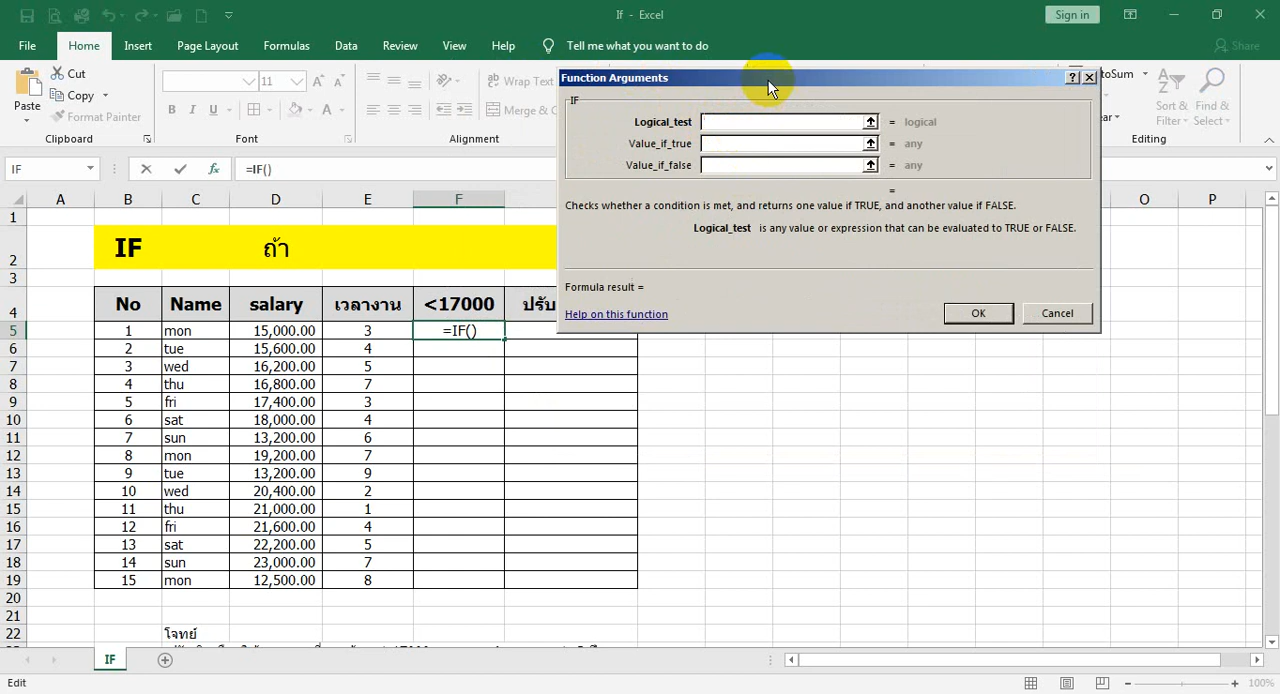 If - Excel
Sign in
File Home Insert Page Layout Formulas Data Review View Help Tell me what you want to do Share
Paste
Cut
Copy
Format Painter
Clipboard
11
A A
B I U
A
Font
ab Wrap Text
Merge &
Alignment
toSum
ear
Sort & Filter
Find & Select
Editing
Function Arguments
IF
Logical_test = logical
Value_if_true = any
Value_if_false = any
=
Checks whether a condition is met, and returns one value if TRUE, and another value if FALSE.
Logical_test is any value or expression that can be evaluated to TRUE or FALSE.
Formula result =
Help on this function
OK Cancel
IF fx =IF()
A B C D E F O P
1
2 IF ถ้า
3
4 No Name salary เวลางาน <17000 ปรับ
5 1 mon 15,000.00 3 =IF()
6 2 tue 15,600.00 4
7 3 wed 16,200.00 5
8 4 thu 16,800.00 7
9 5 fri 17,400.00 3
10 6 sat 18,000.00 4
11 7 sun 13,200.00 6
12 8 mon 19,200.00 7
13 9 tue 13,200.00 9
14 10 wed 20,400.00 2
15 11 thu 21,000.00 1
16 12 fri 21,600.00 4
17 13 sat 22,200.00 5
18 14 sun 23,000.00 7
19 15 mon 12,500.00 8
20
21
22 โจทย์
IF
Edit 100%